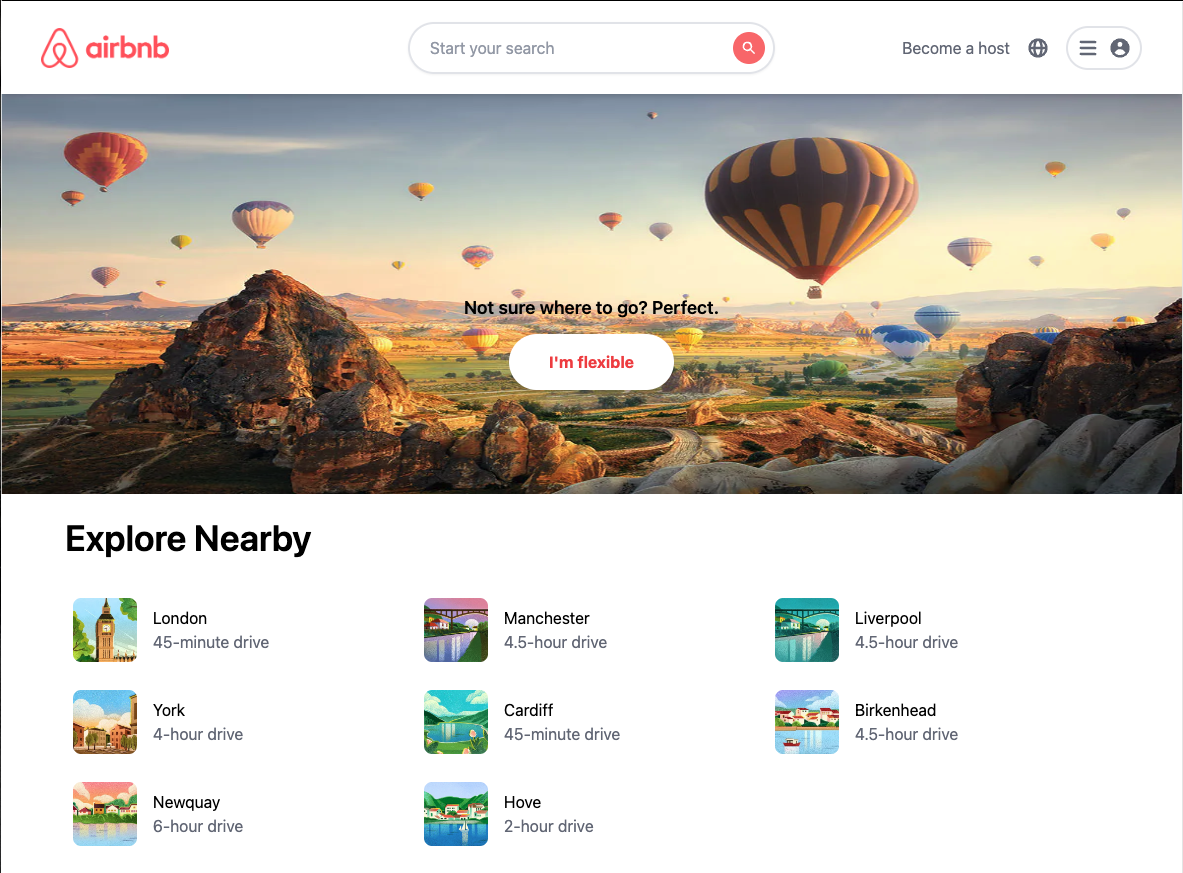 airbnb
Start your search
Become a host
Not sure where to go? Perfect.
I'm flexible
Explore Nearby
London
45-minute drive
Manchester
4.5-hour drive
Liverpool
4.5-hour drive
York
4-hour drive
Cardiff
45-minute drive
Birkenhead
4.5-hour drive
Newquay
6-hour drive
Hove
2-hour drive